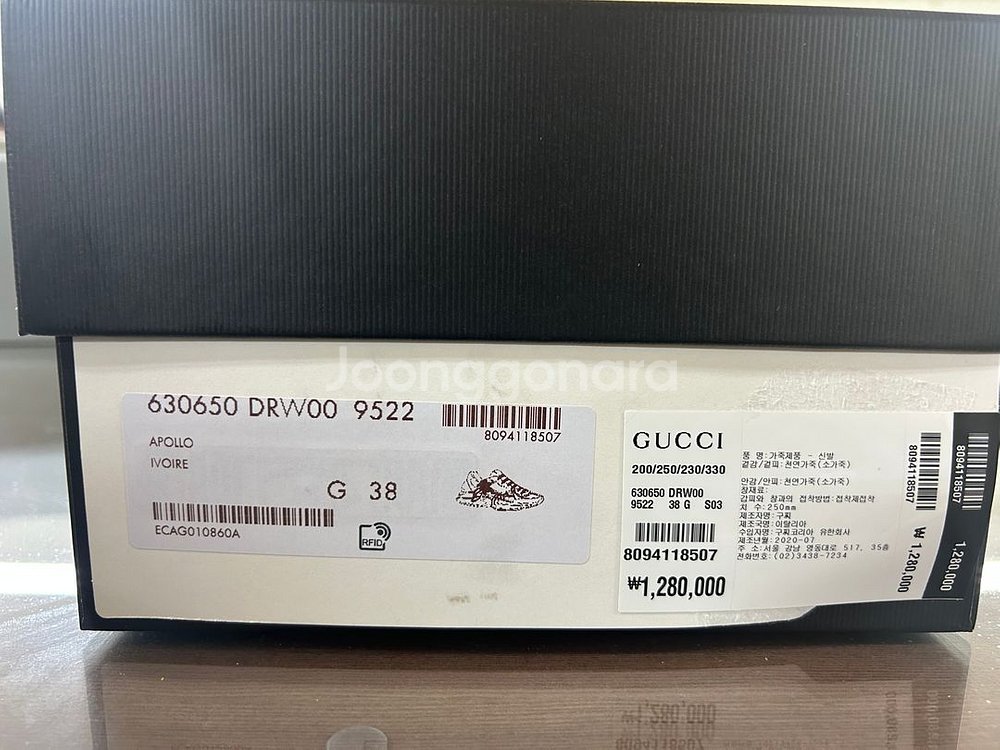 Joonggonara
630650 DRW00 9522
8094118507
APOLLO
IVOIRE
G 38
ECAG010860A
RFID
GUCCI
200/250/230/330
630650 DRW00
9522 38 G S03
8094118507
₩1,280,000
품 명:가죽제품 - 신발
겉감/겉피:천연가죽(소가죽)
안감/안피:천연가죽(소가죽)
창재료:
갑피와 창과의 접착방법:접착제접착
치 수:250mm
제조자명:구찌
제조국명:이탈리아
수입자명:구찌코리아 유한회사
제조년월:2020-07
주 소:서울 강남 영동대로 517, 35층
전화번호:(02)3438-7234
8094118507
₩ 1,280,000
8094118507
1,280,000